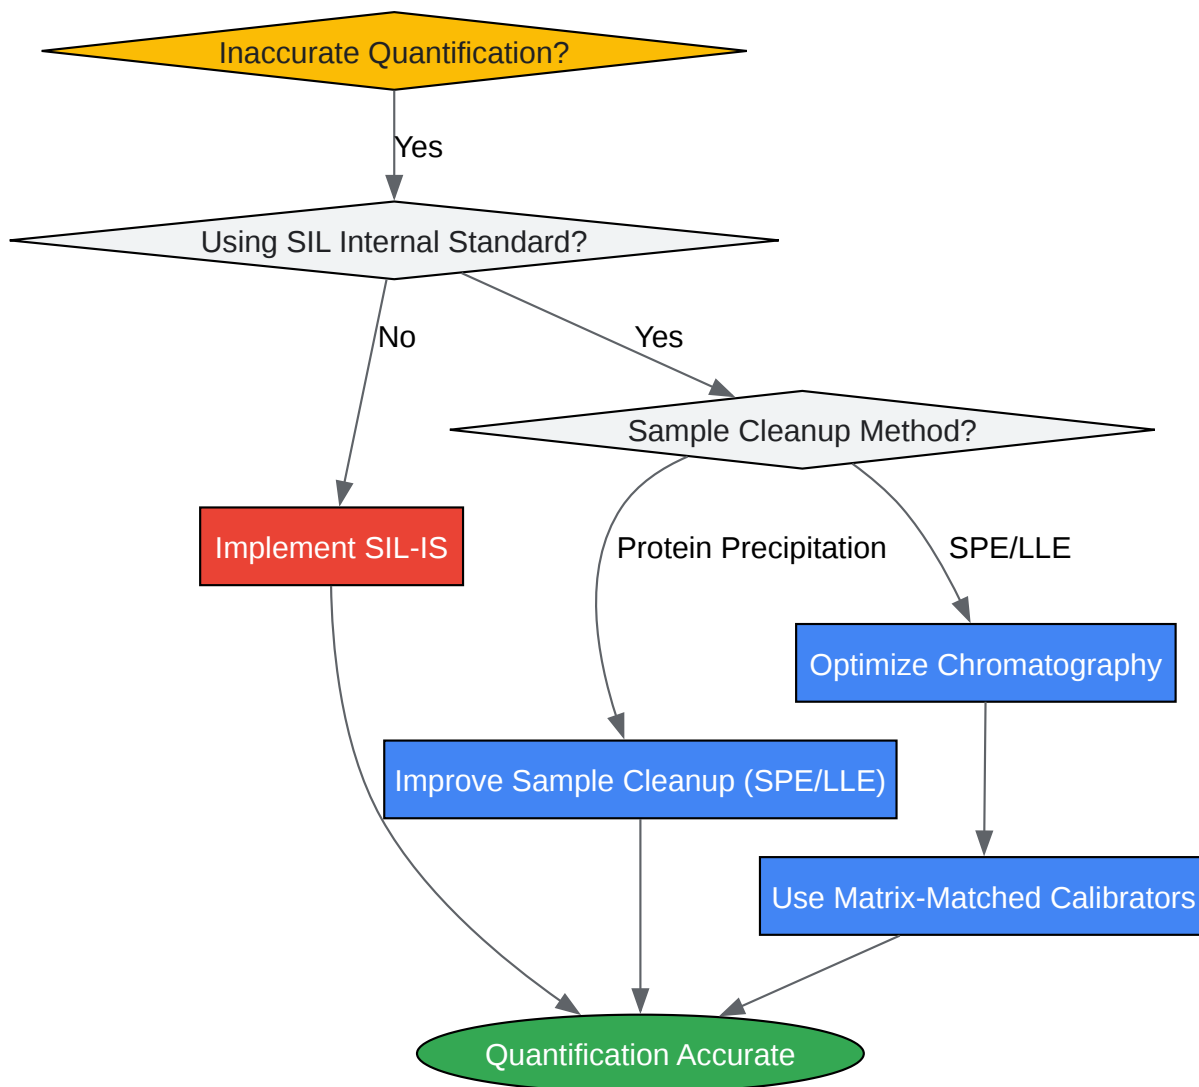 Inaccurate Quantification?
Yes
Using SIL Internal Standard?
No
Yes
Sample Cleanup Method?
Implement SIL-IS
Protein Precipitation
SPE/LLE
Optimize Chromatography
Improve Sample Cleanup (SPE/LLE)
Use Matrix-Matched Calibrators
Quantification Accurate